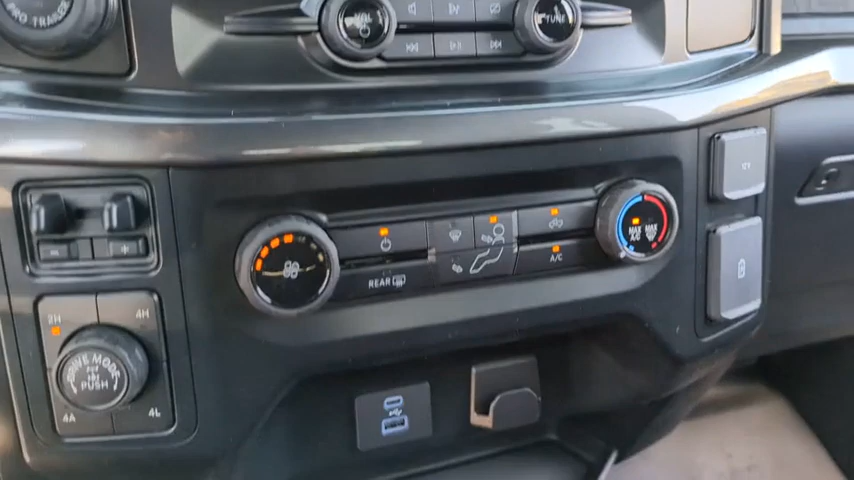 PRO TRAILER
VOL
TUNE
12V
MAX A/C
MAX
A/C
REAR
2H
4H
DRIVE MODE
PUSH
4A
4L